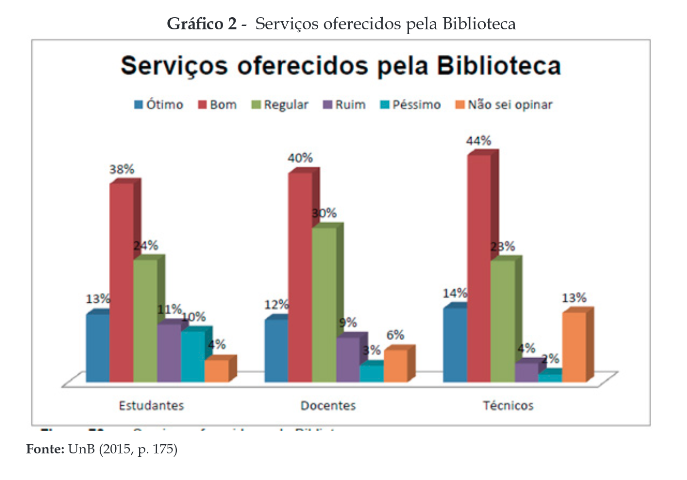 Gráfico 2 - Serviços oferecidos pela Biblioteca
Serviços oferecidos pela Biblioteca
Ótimo Bom Regular Ruim Péssimo Não sei opinar
13% 38% 24% 11% 10% 4%
12% 40% 30% 9% 3% 6%
14% 44% 23% 4% 2% 13%
Estudantes Docentes Técnicos
Fonte: UnB (2015, p. 175)